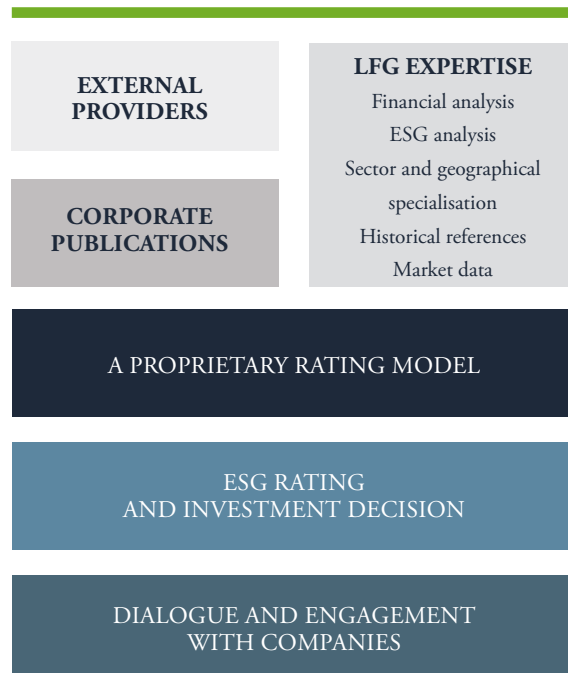 EXTERNAL
PROVIDERS
CORPORATE
PUBLICATIONS
LFG EXPERTISE
Financial analysis
ESG analysis
Sector and geographical
specialisation
Historical references
Market data
A PROPRIETARY RATING MODEL
ESG RATING
AND INVESTMENT DECISION
DIALOGUE AND ENGAGEMENT
WITH COMPANIES